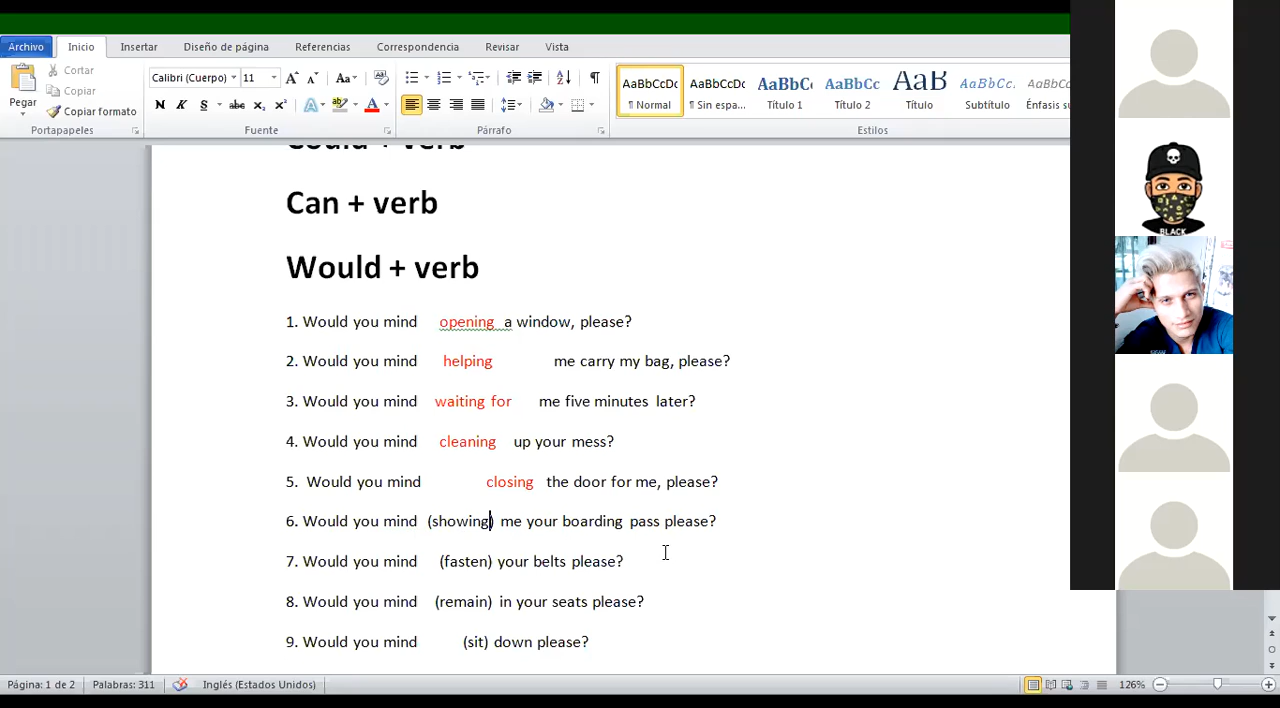 Archivo Inicio Insertar Diseño de página Referencias Correspondencia Revisar Vista
Cortar
Copiar
Copiar formato
Pegar
Portapapeles
Calibri (Cuerpo) 11
Fuente
Párrafo
AaBbCcDc AaBbCcDc AaBbC AaBbCc AaB AaBbCc. AaBbCc
¶ Normal ¶ Sin espa... Título 1 Título 2 Título Subtítulo Énfasis su
Estilos
Could + verb
Can + verb
Would + verb
1. Would you mind opening a window, please?
2. Would you mind helping me carry my bag, please?
3. Would you mind waiting for me five minutes later?
4. Would you mind cleaning up your mess?
5. Would you mind closing the door for me, please?
6. Would you mind (showing) me your boarding pass please?
7. Would you mind (fasten) your belts please?
8. Would you mind (remain) in your seats please?
9. Would you mind (sit) down please?
BLACK
Página: 1 de 2 Palabras: 311 Inglés (Estados Unidos) 126%